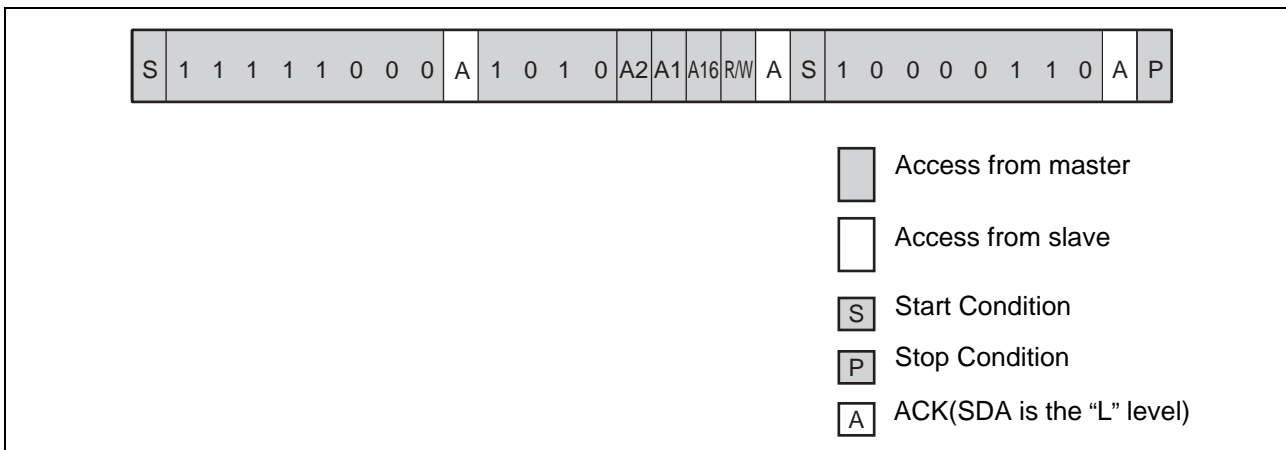 S 1 1 1 1 1 0 0 0 A 1 0 1 0 A2 A1 A16 R/W A S 1 0 0 0 0 1 1 0 A P
Access from master
Access from slave
S Start Condition
P Stop Condition
A ACK(SDA is the “L” level)